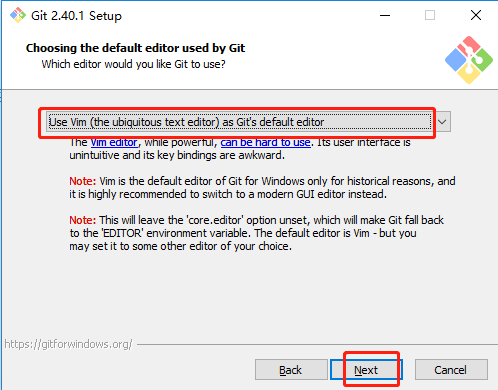 Git 2.40.1 Setup
Choosing the default editor used by Git
Which editor would you like Git to use?
Use Vim (the ubiquitous text editor) as Git's default editor
The Vim editor, while powerful, can be hard to use. Its user interface is
unintuitive and its key bindings are awkward.
Note: Vim is the default editor of Git for Windows only for historical reasons, and
it is highly recommended to switch to a modern GUI editor instead.
Note: This will leave the 'core.editor' option unset, which will make Git fall back
to the 'EDITOR' environment variable. The default editor is Vim - but you
may set it to some other editor of your choice.
https://gitforwindows.org/
Back Next Cancel